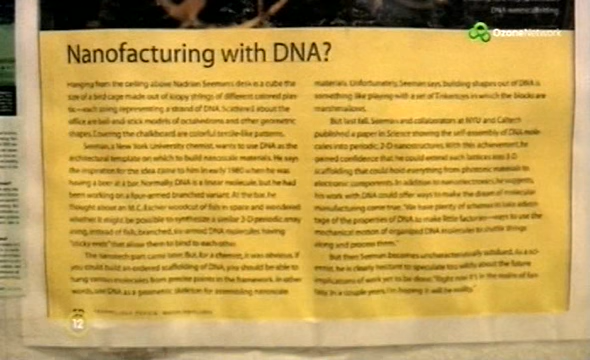 DNA nanoscaffolding
OzoneNetwork
Nanofacturing with DNA?
Hanging from the ceiling above Nadrian Seeman's desk is a cube the
size of a bird cage made out of loopy strings of different colored plas-
tic—each string representing a strand of DNA. Scattered about the
office are ball-and-stick models of octahedrons and other geometric
shapes. Covering the chalkboard are colorful textile-like patterns.
Seeman, a New York University chemist, wants to use DNA as the
architectural template on which to build nanoscale materials. He says
the inspiration for the idea came to him in early 1980 when he was
having a beer at a bar. Normally, DNA is a linear molecule, but he had
been working on a four-armed branched variant. At the bar, he
thought about an M.C. Escher woodcut of fish in space and wondered
whether it might be possible to synthesize a similar 3-D periodic array
using, instead of fish, branched, six-armed DNA molecules having
"sticky ends" that allow them to bind to each other.
The nanotech part came later. But for a chemist, it was obvious. If
you could build an ordered scaffolding of DNA, you should be able to
hang various molecules from precise points in the framework. In other
words, use DNA as a geometric skeleton for assembling nanoscale
materials. Unfortunately, Seeman says, building shapes out of DNA is
something like playing with a set of Tinkertoys in which the blocks are
marshmallows.
But last fall, Seeman and collaborators at NYU and Caltech
published a paper in Science showing the self-assembly of DNA mole-
cules into periodic, 2-D nanostructures. With this achievement, he
gained confidence that he could extend such lattices into 3-D
scaffolding that could hold everything from photonic materials to
electronic components. In addition to nanoelectronics, he suggests
his work with DNA could offer ways to make the dream of molecular
manufacturing come true. "We have plenty of schemes to take advan-
tage of the properties of DNA to make little factories—non to use the
mechanical motion of organized DNA molecules to shuttle things
along and process them."
But then Seeman becomes uncharacteristically subdued. As a sci-
entist, he is clearly hesitant to speculate too wildly about the future
implications of work yet to be done. "Right now it's in the realm of fan-
tasy. In a couple years, I'm hoping it will be reality."
12